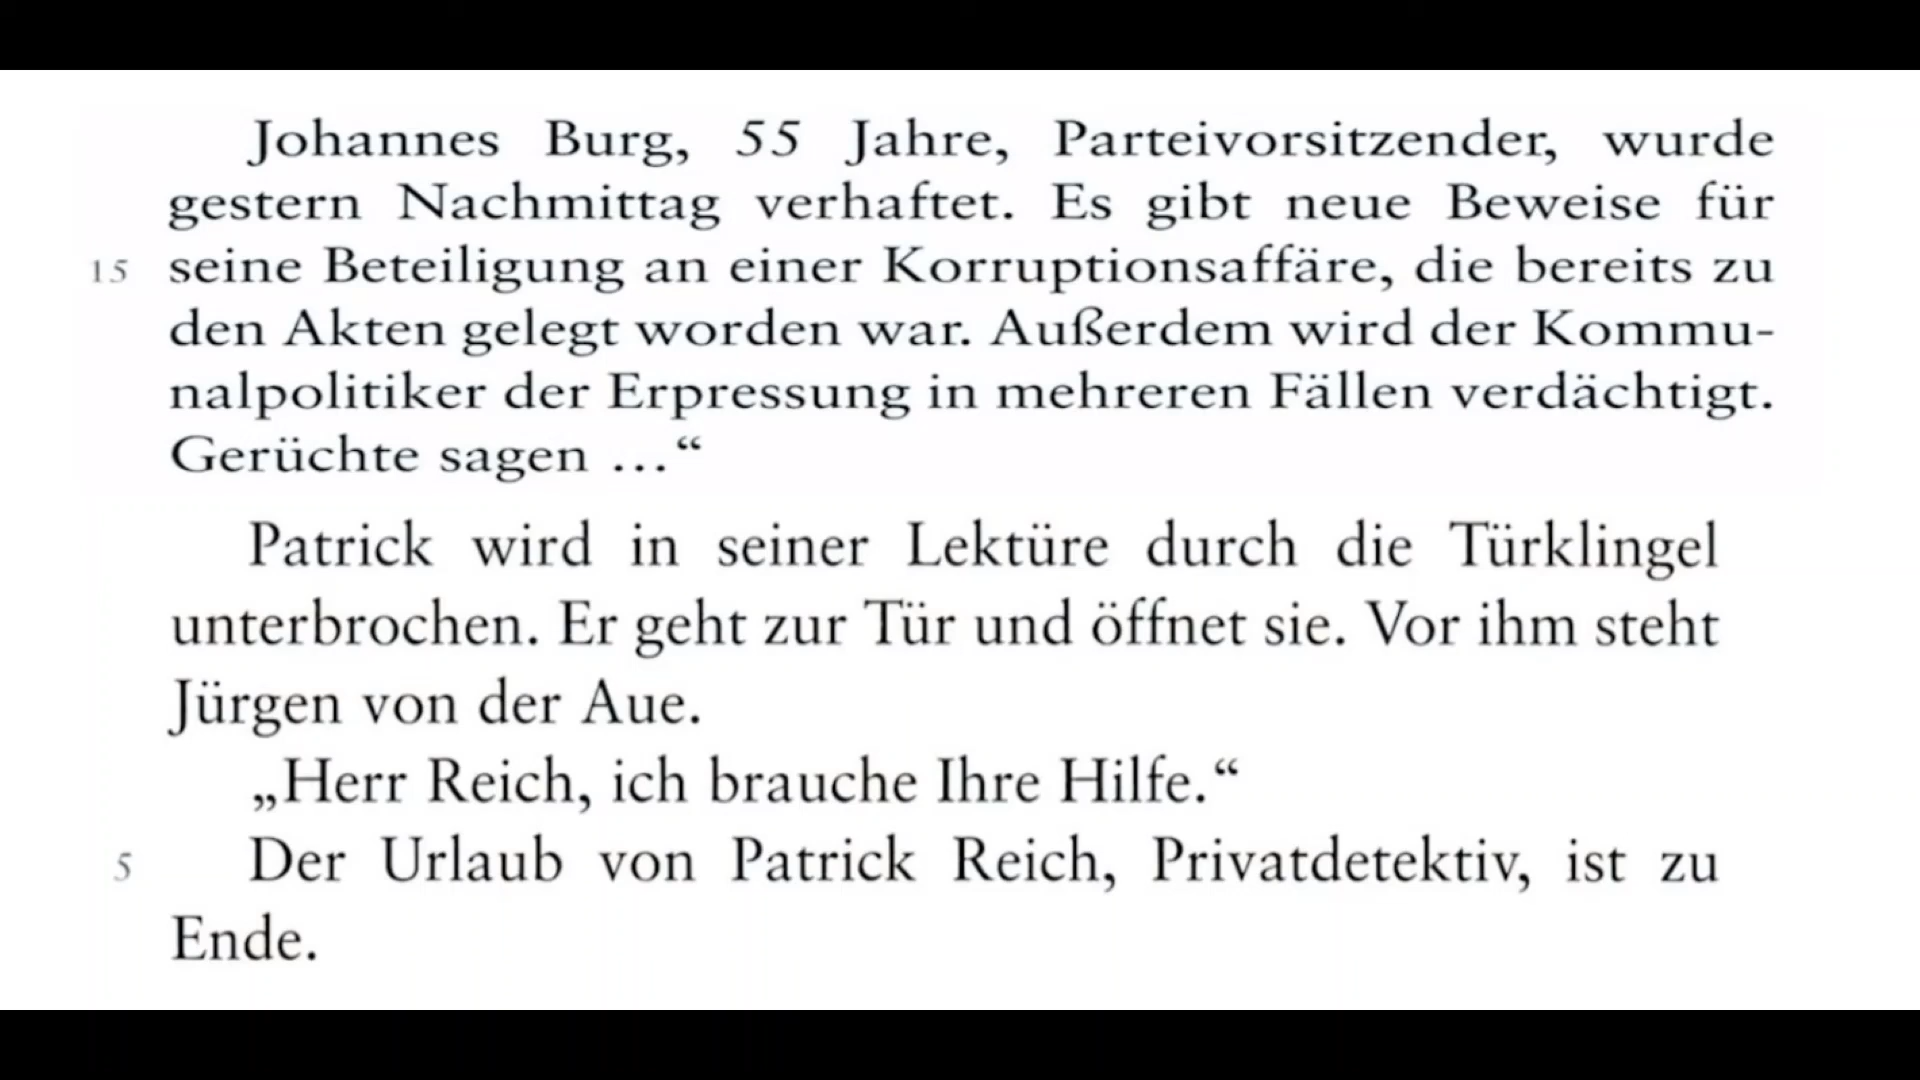 Johannes Burg, 55 Jahre, Parteivorsitzender, wurde
gestern Nachmittag verhaftet. Es gibt neue Beweise für
15 seine Beteiligung an einer Korruptionsaffäre, die bereits zu
den Akten gelegt worden war. Außerdem wird der Kommu-
nalpolitiker der Erpressung in mehreren Fällen verdächtigt.
Gerüchte sagen …“
Patrick wird in seiner Lektüre durch die Türklingel
unterbrochen. Er geht zur Tür und öffnet sie. Vor ihm steht
Jürgen von der Aue.
„Herr Reich, ich brauche Ihre Hilfe.“
5 Der Urlaub von Patrick Reich, Privatdetektiv, ist zu
Ende.